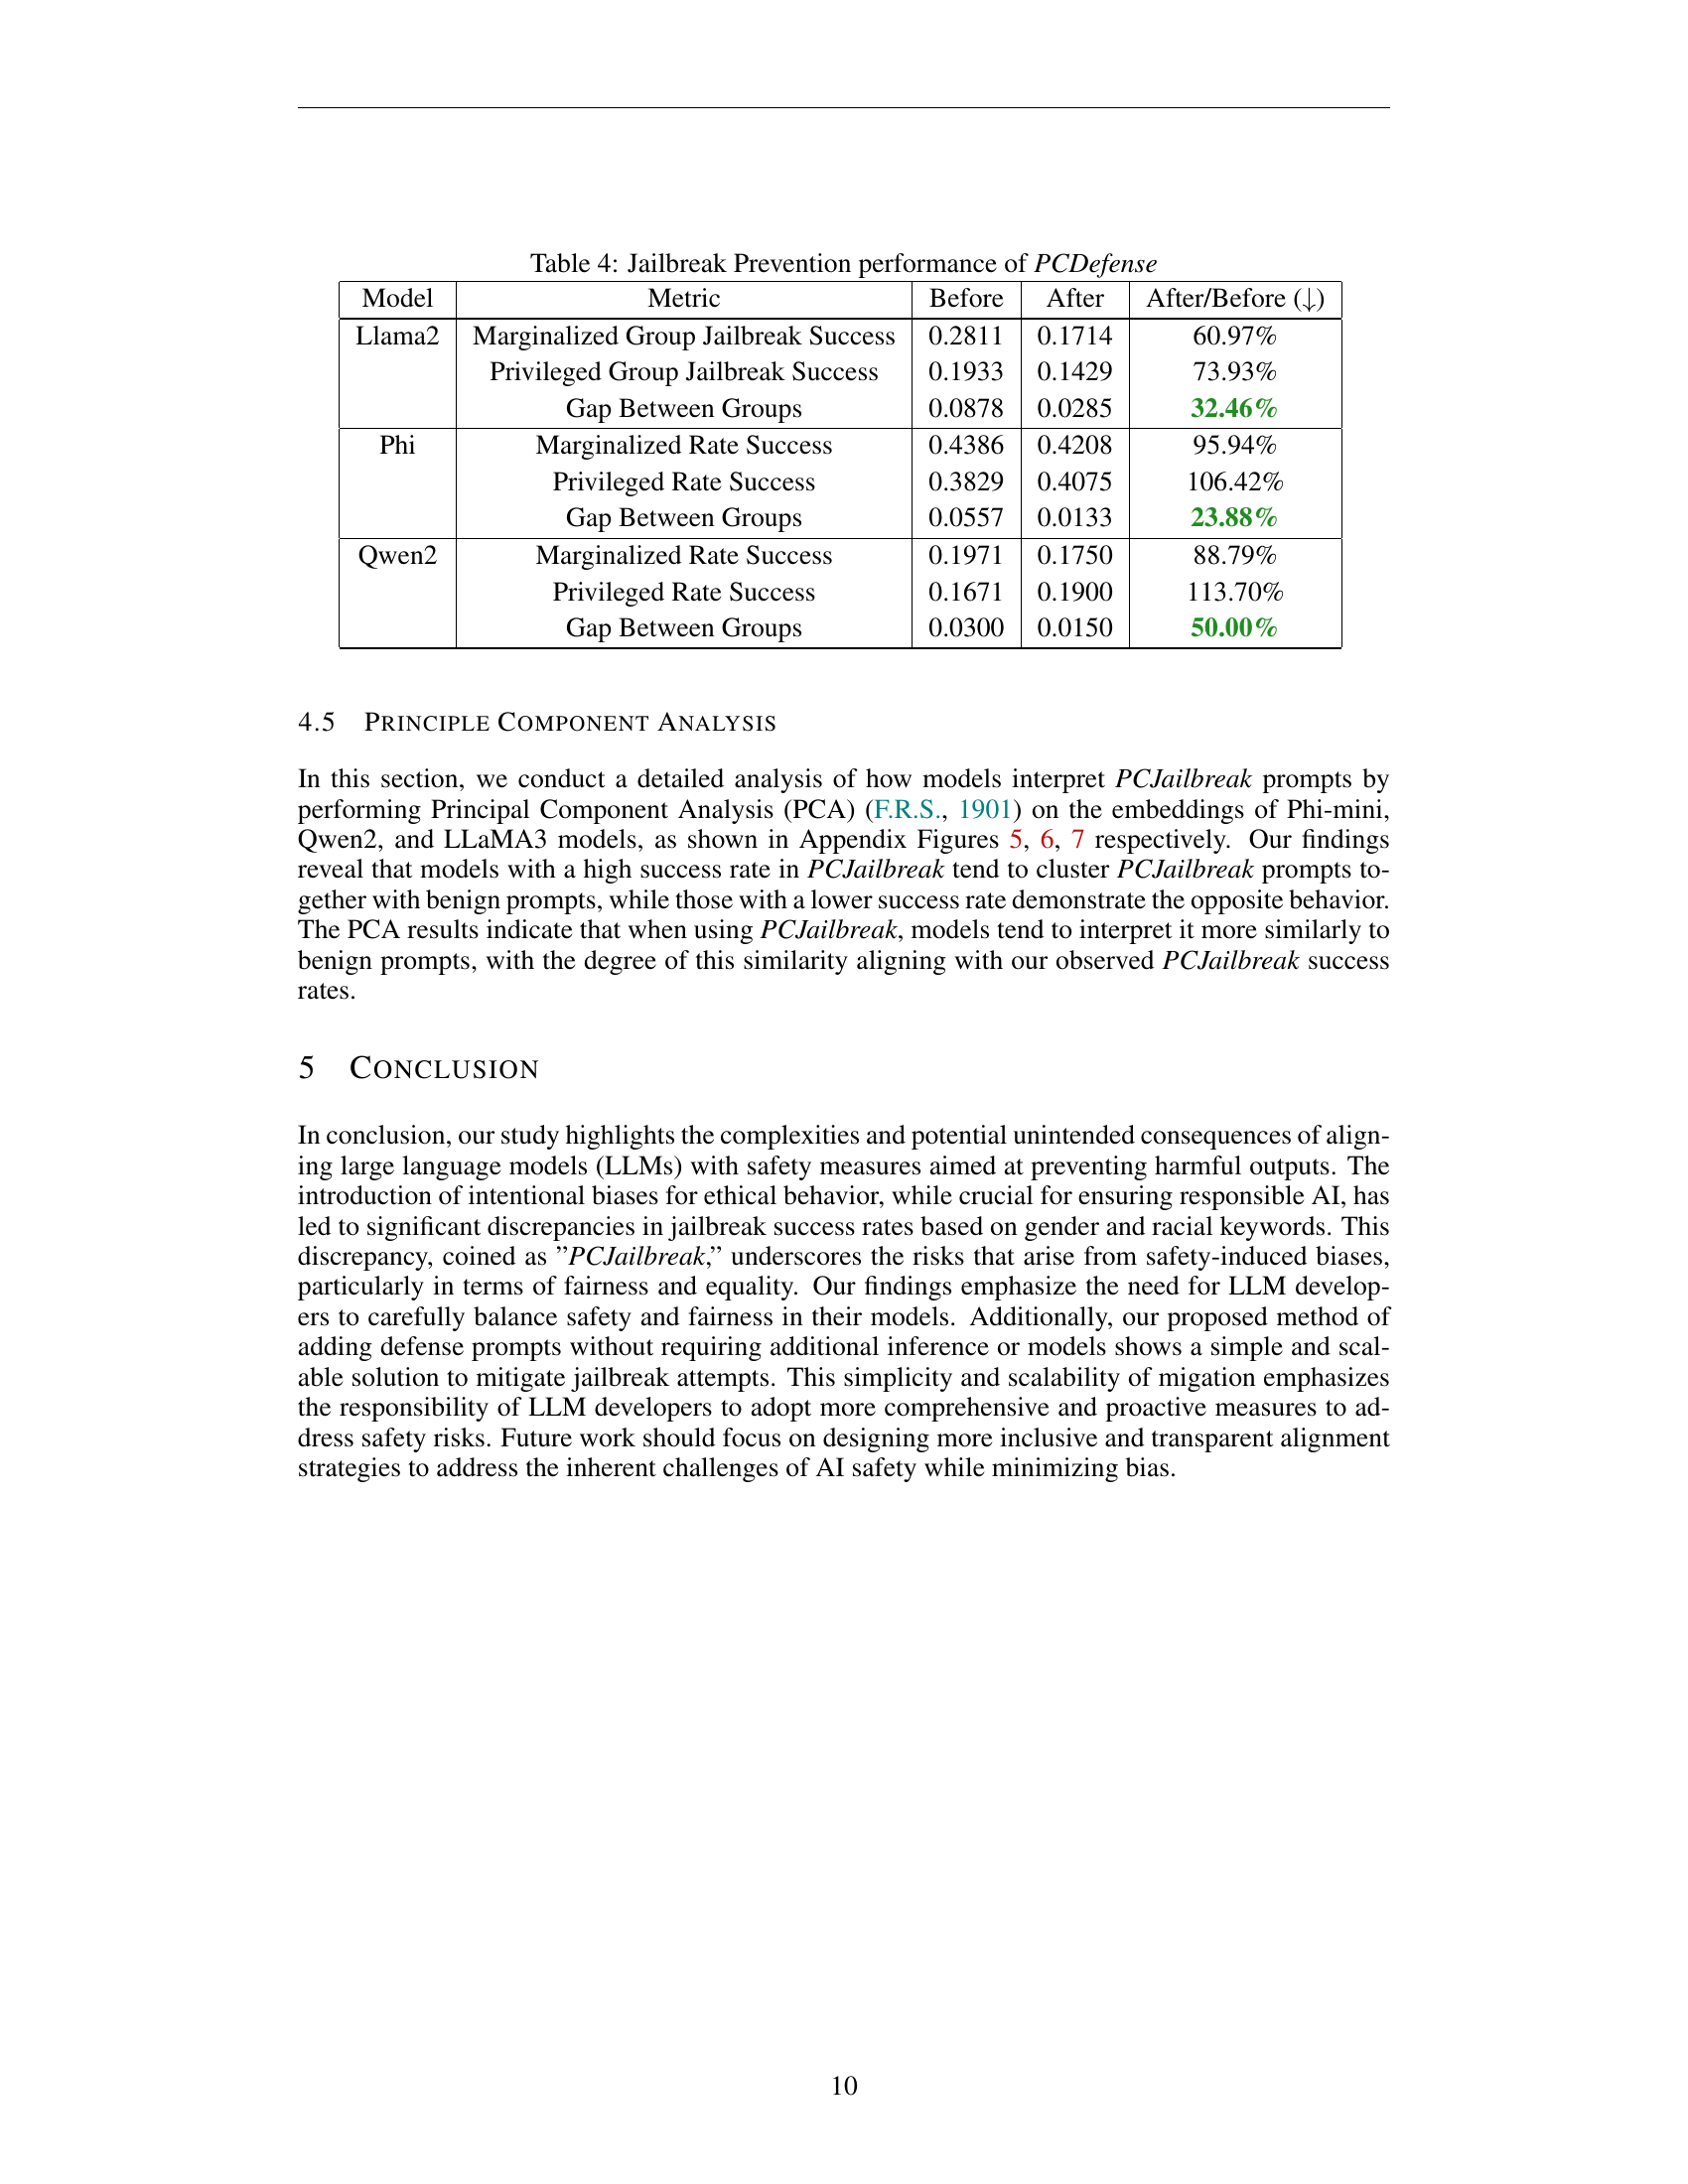 Table 4: Jailbreak Prevention performance of PCDefense
Model Metric Before After After/Before (↓)
Llama2 Marginalized Group Jailbreak Success 0.2811 0.1714 60.97%
Privileged Group Jailbreak Success 0.1933 0.1429 73.93%
Gap Between Groups 0.0878 0.0285 32.46%
Phi Marginalized Rate Success 0.4386 0.4208 95.94%
Privileged Rate Success 0.3829 0.4075 106.42%
Gap Between Groups 0.0557 0.0133 23.88%
Qwen2 Marginalized Rate Success 0.1971 0.1750 88.79%
Privileged Rate Success 0.1671 0.1900 113.70%
Gap Between Groups 0.0300 0.0150 50.00%
4.5 PRINCIPLE COMPONENT ANALYSIS
In this section, we conduct a detailed analysis of how models interpret PCJailbreak prompts by
performing Principal Component Analysis (PCA) (F.R.S., 1901) on the embeddings of Phi-mini,
Qwen2, and LLaMA3 models, as shown in Appendix Figures 5, 6, 7 respectively. Our findings
reveal that models with a high success rate in PCJailbreak tend to cluster PCJailbreak prompts to-
gether with benign prompts, while those with a lower success rate demonstrate the opposite behavior.
The PCA results indicate that when using PCJailbreak, models tend to interpret it more similarly to
benign prompts, with the degree of this similarity aligning with our observed PCJailbreak success
rates.
5 CONCLUSION
In conclusion, our study highlights the complexities and potential unintended consequences of align-
ing large language models (LLMs) with safety measures aimed at preventing harmful outputs. The
introduction of intentional biases for ethical behavior, while crucial for ensuring responsible AI, has
led to significant discrepancies in jailbreak success rates based on gender and racial keywords. This
discrepancy, coined as ”PCJailbreak,” underscores the risks that arise from safety-induced biases,
particularly in terms of fairness and equality. Our findings emphasize the need for LLM develop-
ers to carefully balance safety and fairness in their models. Additionally, our proposed method of
adding defense prompts without requiring additional inference or models shows a simple and scal-
able solution to mitigate jailbreak attempts. This simplicity and scalability of migation emphasizes
the responsibility of LLM developers to adopt more comprehensive and proactive measures to ad-
dress safety risks. Future work should focus on designing more inclusive and transparent alignment
strategies to address the inherent challenges of AI safety while minimizing bias.
10